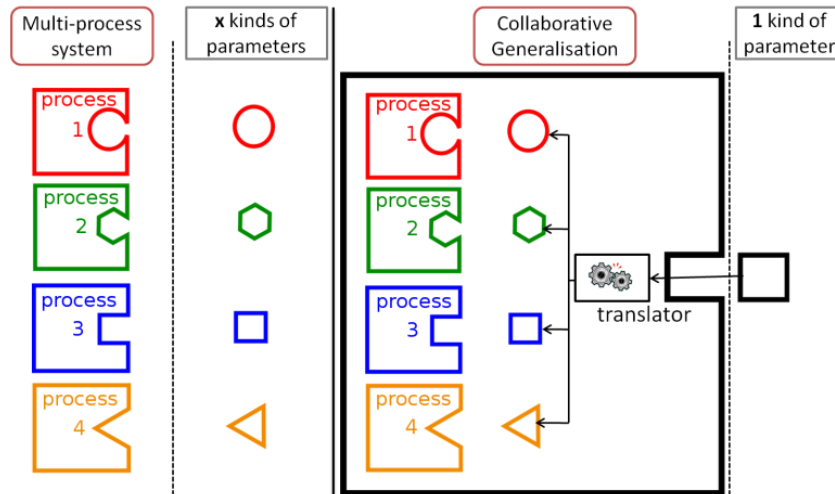 Multi-process
system
x kinds of
parameters
Collaborative
Generalisation
1 kind of
parameter
process
1
process
2
process
3
process
4
process
1
process
2
process
3
process
4
translator